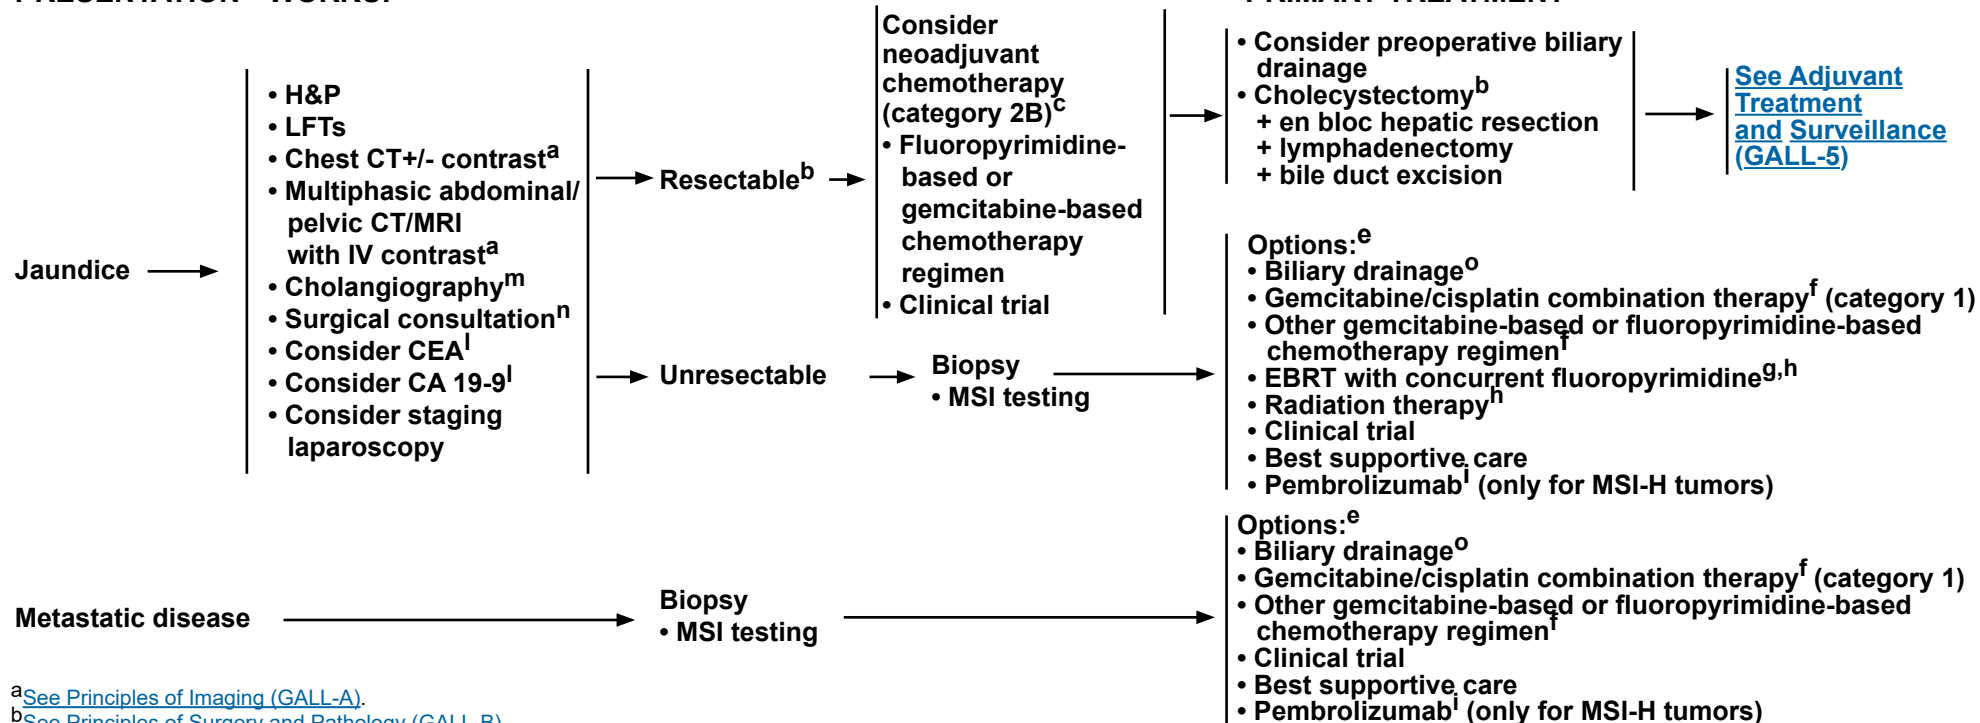 Jaundice
• H&P
• LFTs
• Chest CT+/- contrastᵃ
• Multiphasic abdominal/
pelvic CT/MRI
with IV contrastᵃ
• Cholangiographyᵐ
• Surgical consultationⁿ
• Consider CEAˡ
• Consider CA 19-9ˡ
• Consider staging
laparoscopy
Resectableᵇ
Consider
neoadjuvant
chemotherapy
(category 2B)ᶜ
• Fluoropyrimidine-
based or
gemcitabine-based
chemotherapy
regimen
• Clinical trial
• Consider preoperative biliary
drainage
• Cholecystectomyᵇ
+ en bloc hepatic resection
+ lymphadenectomy
+ bile duct excision
See Adjuvant
Treatment
and Surveillance
(GALL-5)
Unresectable
Biopsy
• MSI testing
Options:ᵉ
• Biliary drainageᵒ
• Gemcitabine/cisplatin combination therapyᶠ (category 1)
• Other gemcitabine-based or fluoropyrimidine-based
chemotherapy regimenᶠ
• EBRT with concurrent fluoropyrimidineᵍ,ʰ
• Radiation therapyʰ
• Clinical trial
• Best supportive care
• Pembrolizumabⁱ (only for MSI-H tumors)
Metastatic disease
Biopsy
• MSI testing
Options:ᵉ
• Biliary drainageᵒ
• Gemcitabine/cisplatin combination therapyᶠ (category 1)
• Other gemcitabine-based or fluoropyrimidine-based
chemotherapy regimenᶠ
• Clinical trial
• Best supportive care
• Pembrolizumabⁱ (only for MSI-H tumors)
ᵃSee Principles of Imaging (GALL-A).
ᵇSee Principles of Surgery and Pathology (GALL-B)